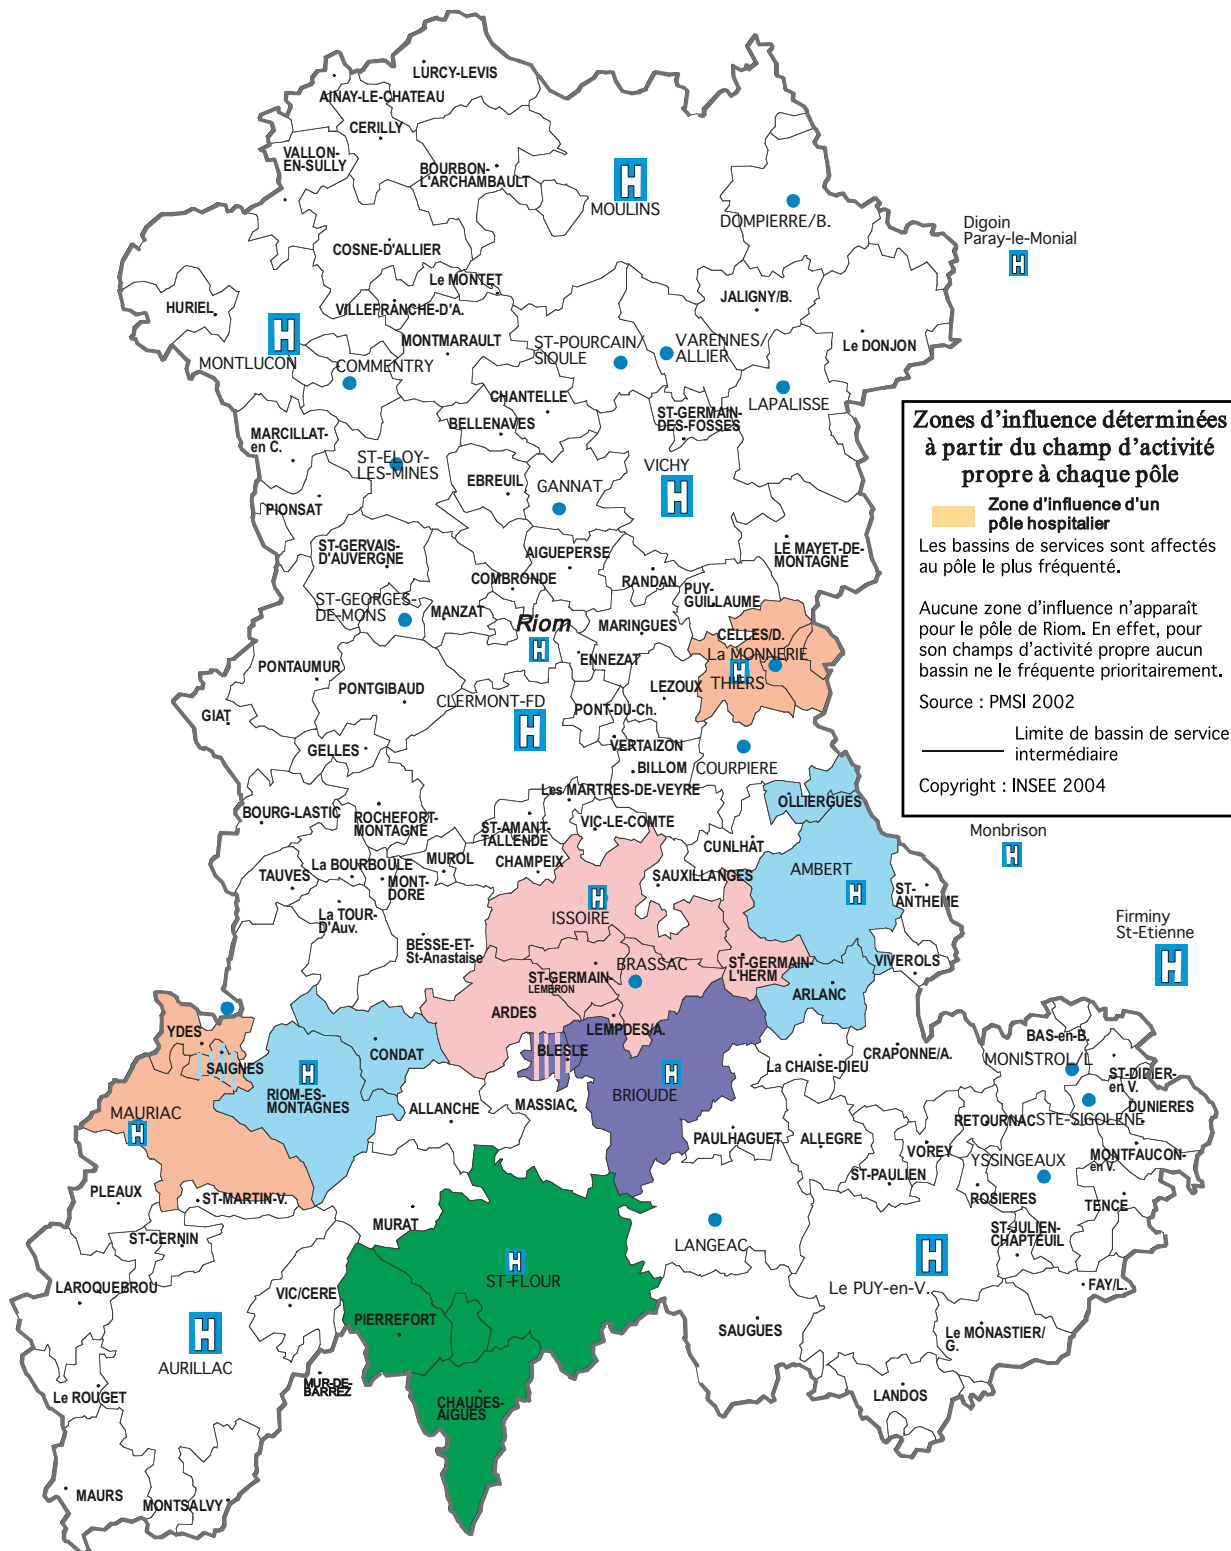 LURCY-LEVIS
AINAY-LE-CHATEAU
CERILLY
VALLON-
EN-SULLY
BOURBON-
L'ARCHAMBAULT
H
MOULINS
DOMPIERRE/B.
Digoin
Paray-le-Monial
H
COSNE-D'ALLIER
Le MONTET
HURIEL
VILLEFRANCHE-D'A.
JALIGNY/B.
H
MONTLUCON
MONTMARAULT
ST-POURCAIN/
SIOULE
VARENNES/
ALLIER
Le DONJON
COMMENTRY
CHANTELLE
LAPALISSE
BELLENAVES
ST-GERMAIN-
DES-FOSSES
MARCILLAT-
en C.
ST-ELOY-
LES-MINES
VICHY
H
EBREUIL
GANNAT
PIONSAT
ST-GERVAIS-
D'AUVERGNE
AIGUEPERSE
LE MAYET-DE-
MONTAGNE
COMBRONDE
RANDAN
PUY-
GUILLAUME
ST-GEORGES-
DE-MONS
MANZAT
Riom
H
MARINGUES
CELLES/D.
ENNEZAT
La MONNERIE
H
THIERS
PONTAUMUR
PONTGIBAUD
LEZOUX
CLERMONT-FD
H
PONT-DU-Ch.
GIAT
GELLES
VERTAIZON
BILLOM
COURPIERE
Les MARTRES-DE-VEYRE
OLLIERGUES
BOURG-LASTIC
ROCHEFORT-
MONTAGNE
ST-AMANT-
TALLENDE
VIC-LE-COMTE
CUNLHAT
La BOURBOULE
MUROL
CHAMPEIX
TAUVES
MONT-
DORE
SAUXILLANGES
AMBERT
H
ST-
ANTHEME
La TOUR-
D'Auv.
H
ISSOIRE
BESSE-ET-
St-Anastaise
BRASSAC
ST-GERMAIN-
L'HERM
VIVEROLS
ST-GERMAIN-
LEMBRON
ARLANC
ARDES
LEMPDES/A.
YDES
SAIGNES
CONDAT
BLESLE
CRAPONNE/A.
BAS-en-B.
MONISTROL/L
La CHAISE-DIEU
ST-DIDIER-
en V.
H
RIOM-ES-
MONTAGNES
H
BRIOUDE
MAURIAC
H
ALLANCHE
MASSIAC
DUNIERES
RETOURNAC
STE-SIGOLENE
PAULHAGUET
ALLEGRE
VOREY
MONTFAUCON-
en V.
YSSINGEAUX
ST-PAULIEN
PLEAUX
ST-MARTIN-V.
ROSIERES
TENCE
MURAT
ST-CERNIN
LANGEAC
H
Le PUY-en-V.
ST-JULIEN-
CHAPTEUIL
H
ST-FLOUR
LAROQUEBROU
VIC/CERE
FAY/L.
H
AURILLAC
PIERREFORT
SAUGUES
Le MONASTIER/
G.
MUR-DE-
BARREZ
Le ROUGET
CHAUDES-
AIGUES
LANDOS
MAURS
MONTSALVY
Zones d'influence déterminées
à partir du champ d'activité
propre à chaque pôle
Zone d'influence d'un
pôle hospitalier
Les bassins de services sont affectés
au pôle le plus fréquenté.
Aucune zone d'influence n'apparaît
pour le pôle de Riom. En effet, pour
son champs d'activité propre aucun
bassin ne le fréquente prioritairement.
Source : PMSI 2002
Limite de bassin de service
intermédiaire
Copyright : INSEE 2004
Monbrison
H
Firminy
St-Etienne
H